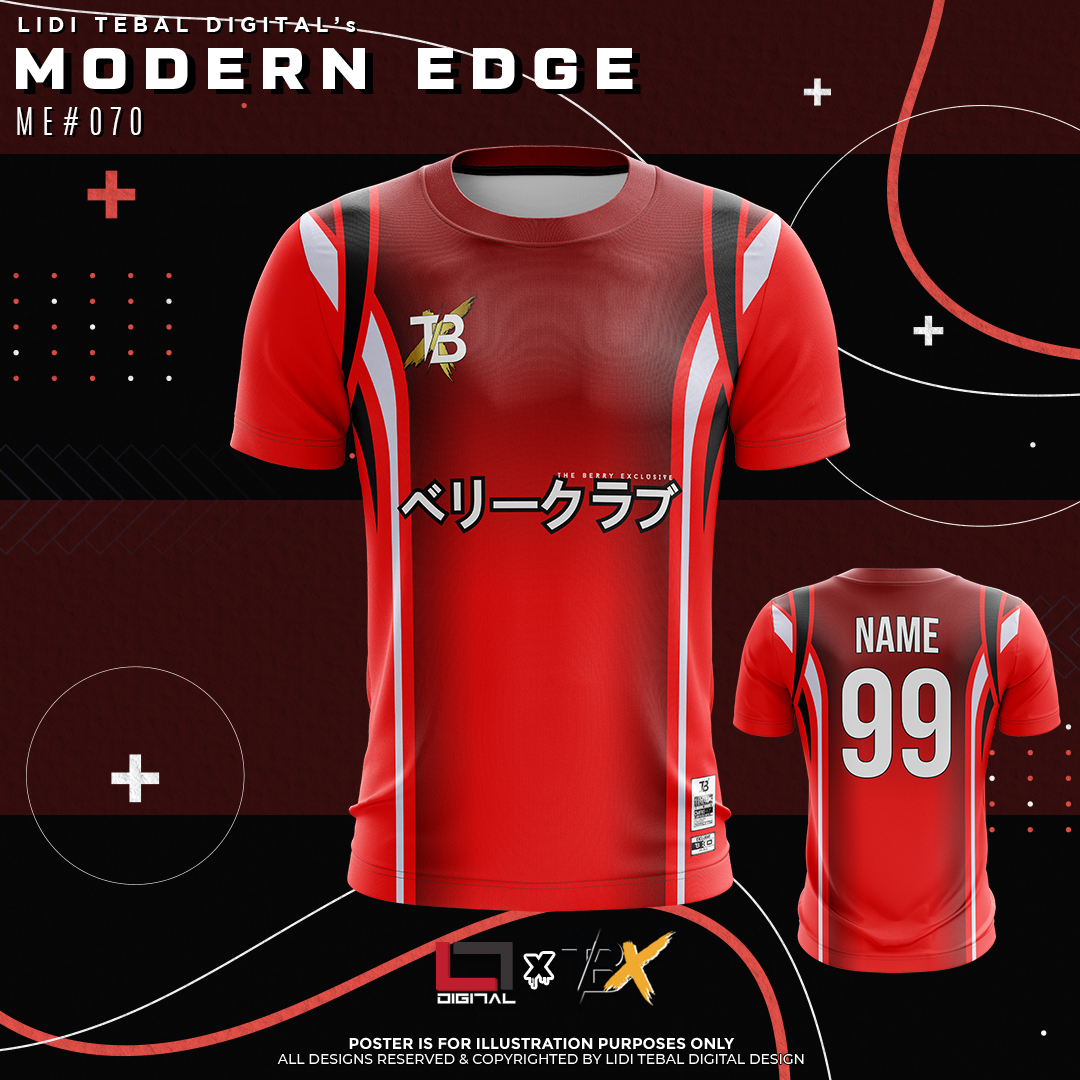 LIDI TEBAL DIGITAL's
MODERN EDGE
ME#070
TB
THE BERRY EXCLUSIVE
ベリークラブ
NAME
99
TB
DIGITAL
X
TBX
POSTER IS FOR ILLUSTRATION PURPOSES ONLY
ALL DESIGNS RESERVED & COPYRIGHTED BY LIDI TEBAL DIGITAL DESIGN